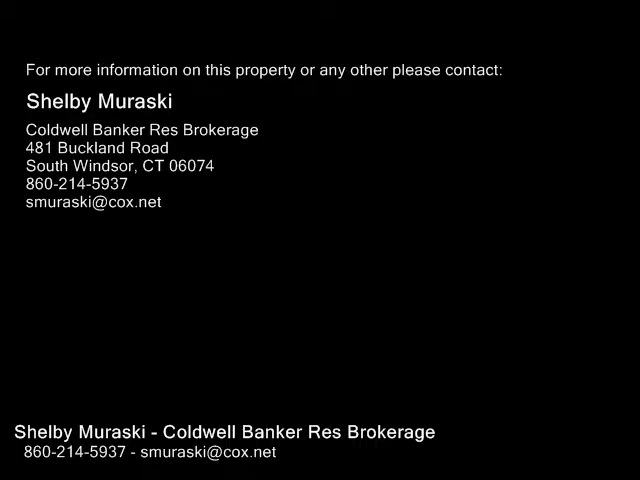 For more information on this property or any other please contact:
Shelby Muraski
Coldwell Banker Res Brokerage
481 Buckland Road
South Windsor, CT 06074
860-214-5937
smuraski@cox.net
Shelby Muraski - Coldwell Banker Res Brokerage
860-214-5937 - smuraski@cox.net